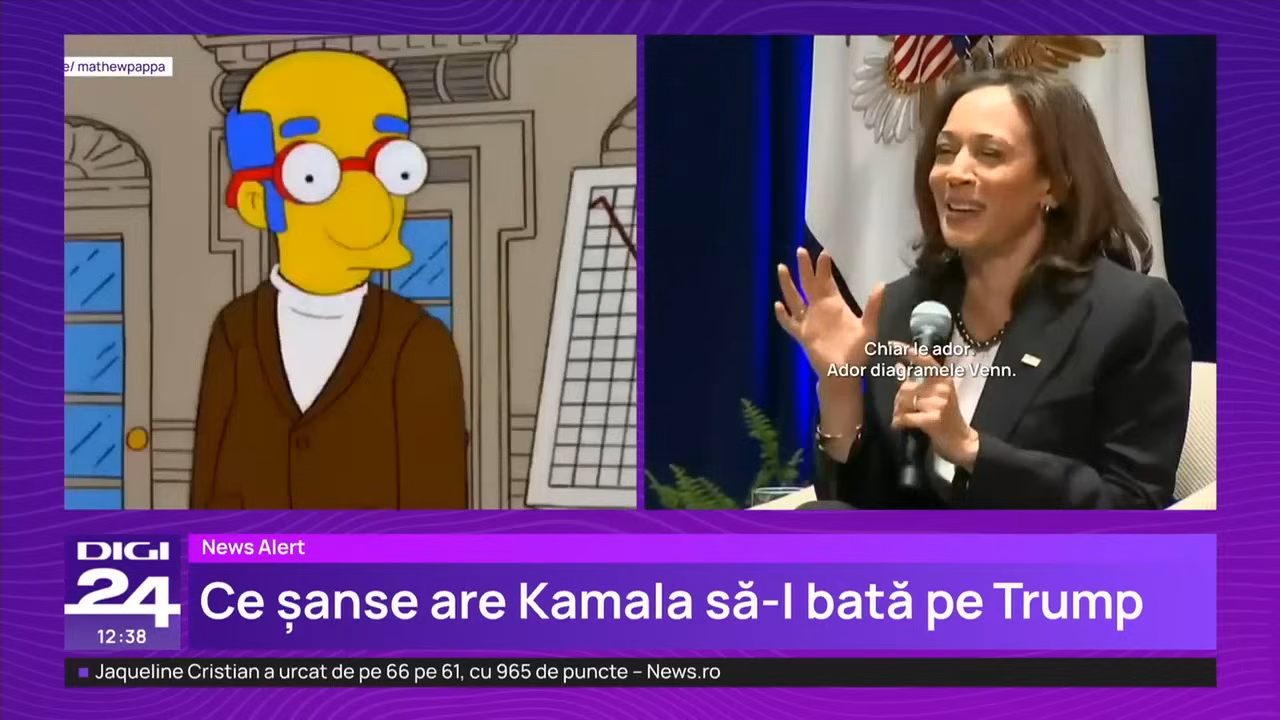 e/ mathewpappa
Chiar le ador.
Ador diagramele Venn.
DIGI
24
12:38
News Alert
Ce șanse are Kamala să-l bată pe Trump
Jaqueline Cristian a urcat de pe 66 pe 61, cu 965 de puncte – News.ro